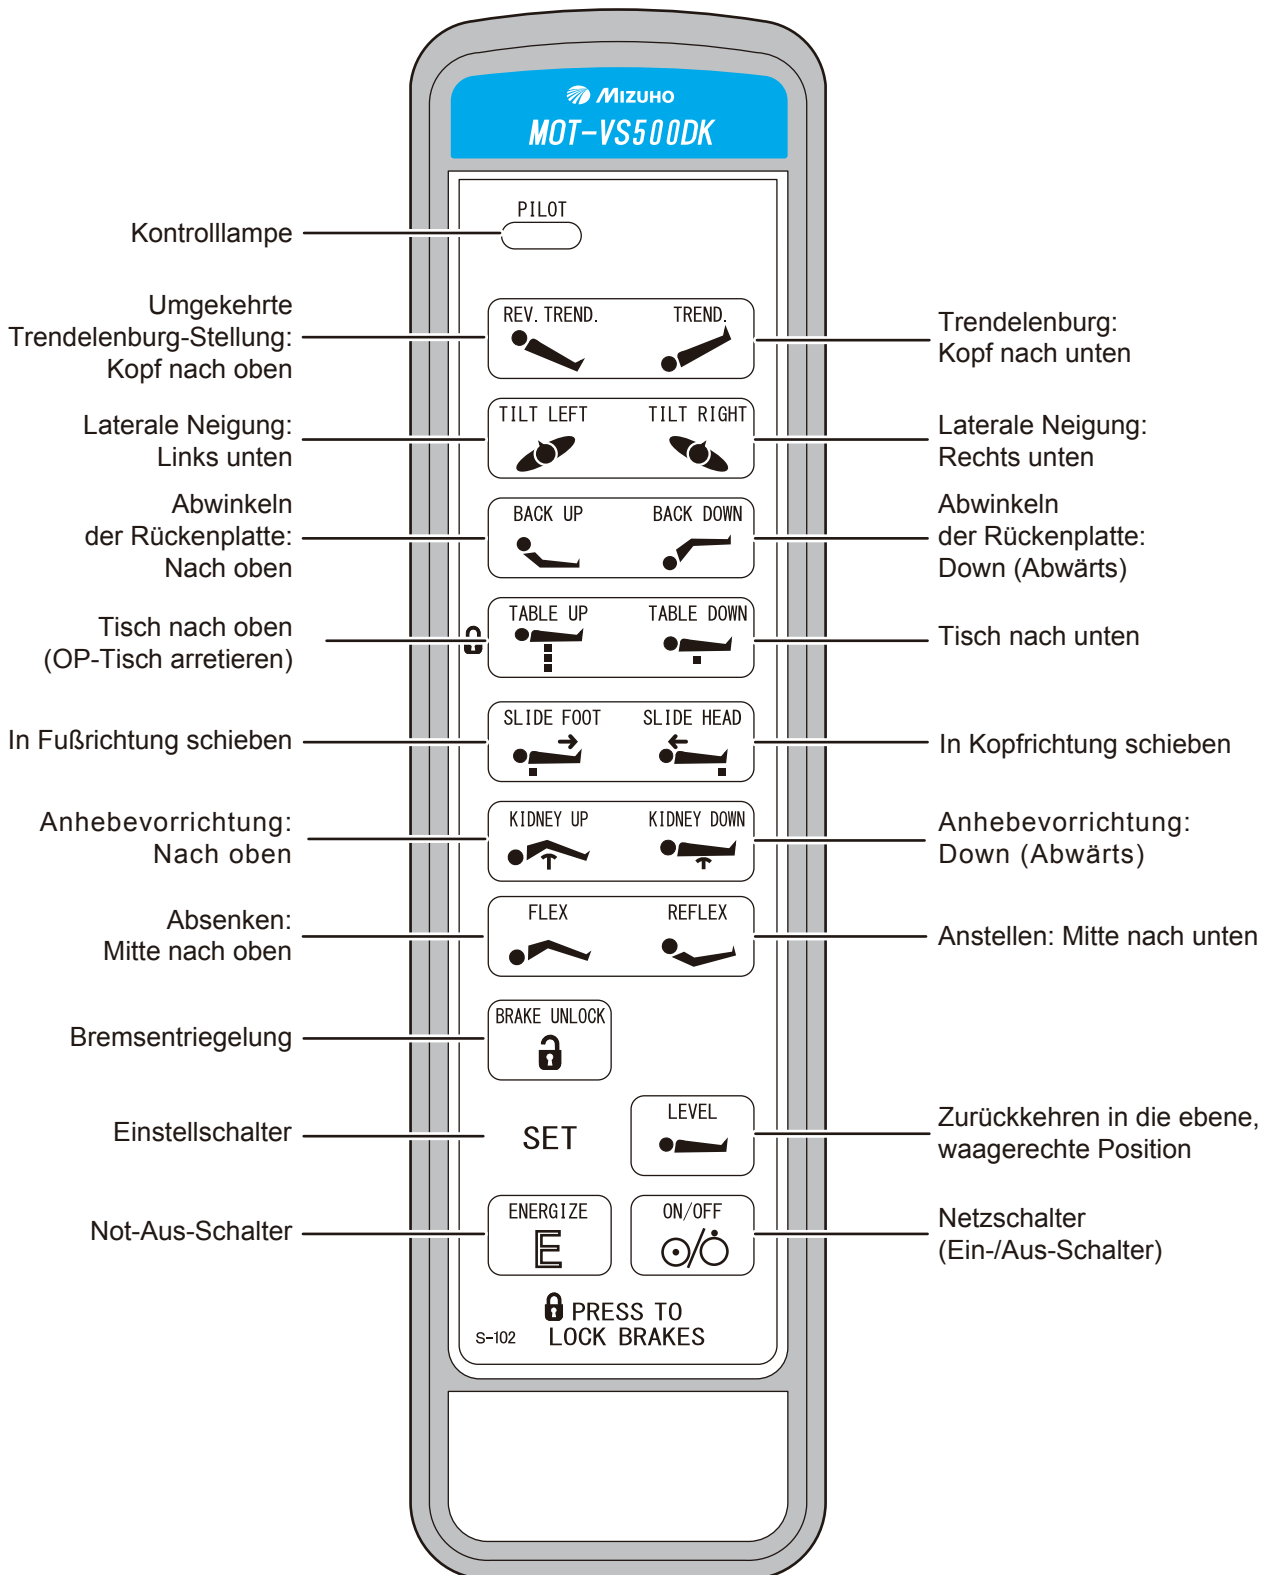 MIZUHO
MOT-VS500DK
PILOT
Kontrolllampe
Umgekehrte
Trendelenburg-Stellung:
Kopf nach oben
REV. TREND.
TREND.
Trendelenburg:
Kopf nach unten
Laterale Neigung:
Links unten
TILT LEFT
TILT RIGHT
Laterale Neigung:
Rechts unten
Abwinkeln
der Rückenplatte:
Nach oben
BACK UP
BACK DOWN
Abwinkeln
der Rückenplatte:
Down (Abwärts)
Tisch nach oben
(OP-Tisch arretieren)
TABLE UP
TABLE DOWN
Tisch nach unten
In Fußrichtung schieben
SLIDE FOOT
SLIDE HEAD
In Kopfrichtung schieben
Anhebevorrichtung:
Nach oben
KIDNEY UP
KIDNEY DOWN
Anhebevorrichtung:
Down (Abwärts)
Absenken:
Mitte nach oben
FLEX
REFLEX
Anstellen: Mitte nach unten
Bremsentriegelung
BRAKE UNLOCK
Einstellschalter
SET
LEVEL
Zurückkehren in die ebene,
waagerechte Position
Not-Aus-Schalter
ENERGIZE
E
ON/OFF
Netzschalter
(Ein-/Aus-Schalter)
PRESS TO
LOCK BRAKES
S-102